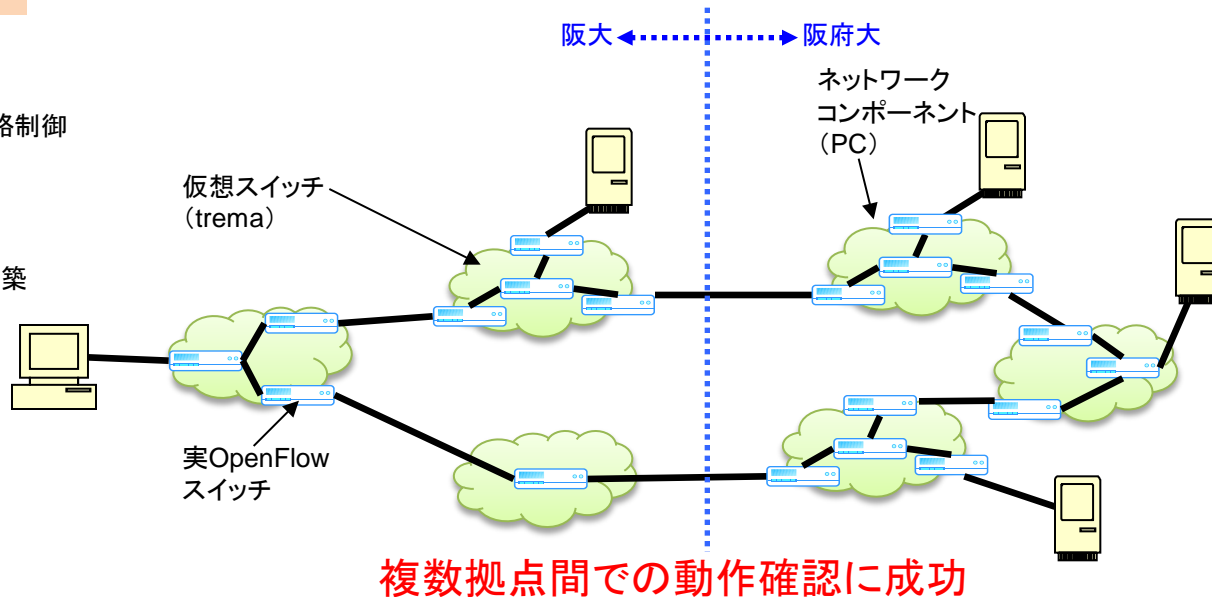 阪大
阪府大
ネットワーク
コンポーネント
（PC）
路制御
仮想スイッチ
（trema）
築
実OpenFlow
スイッチ
複数拠点間での動作確認に成功